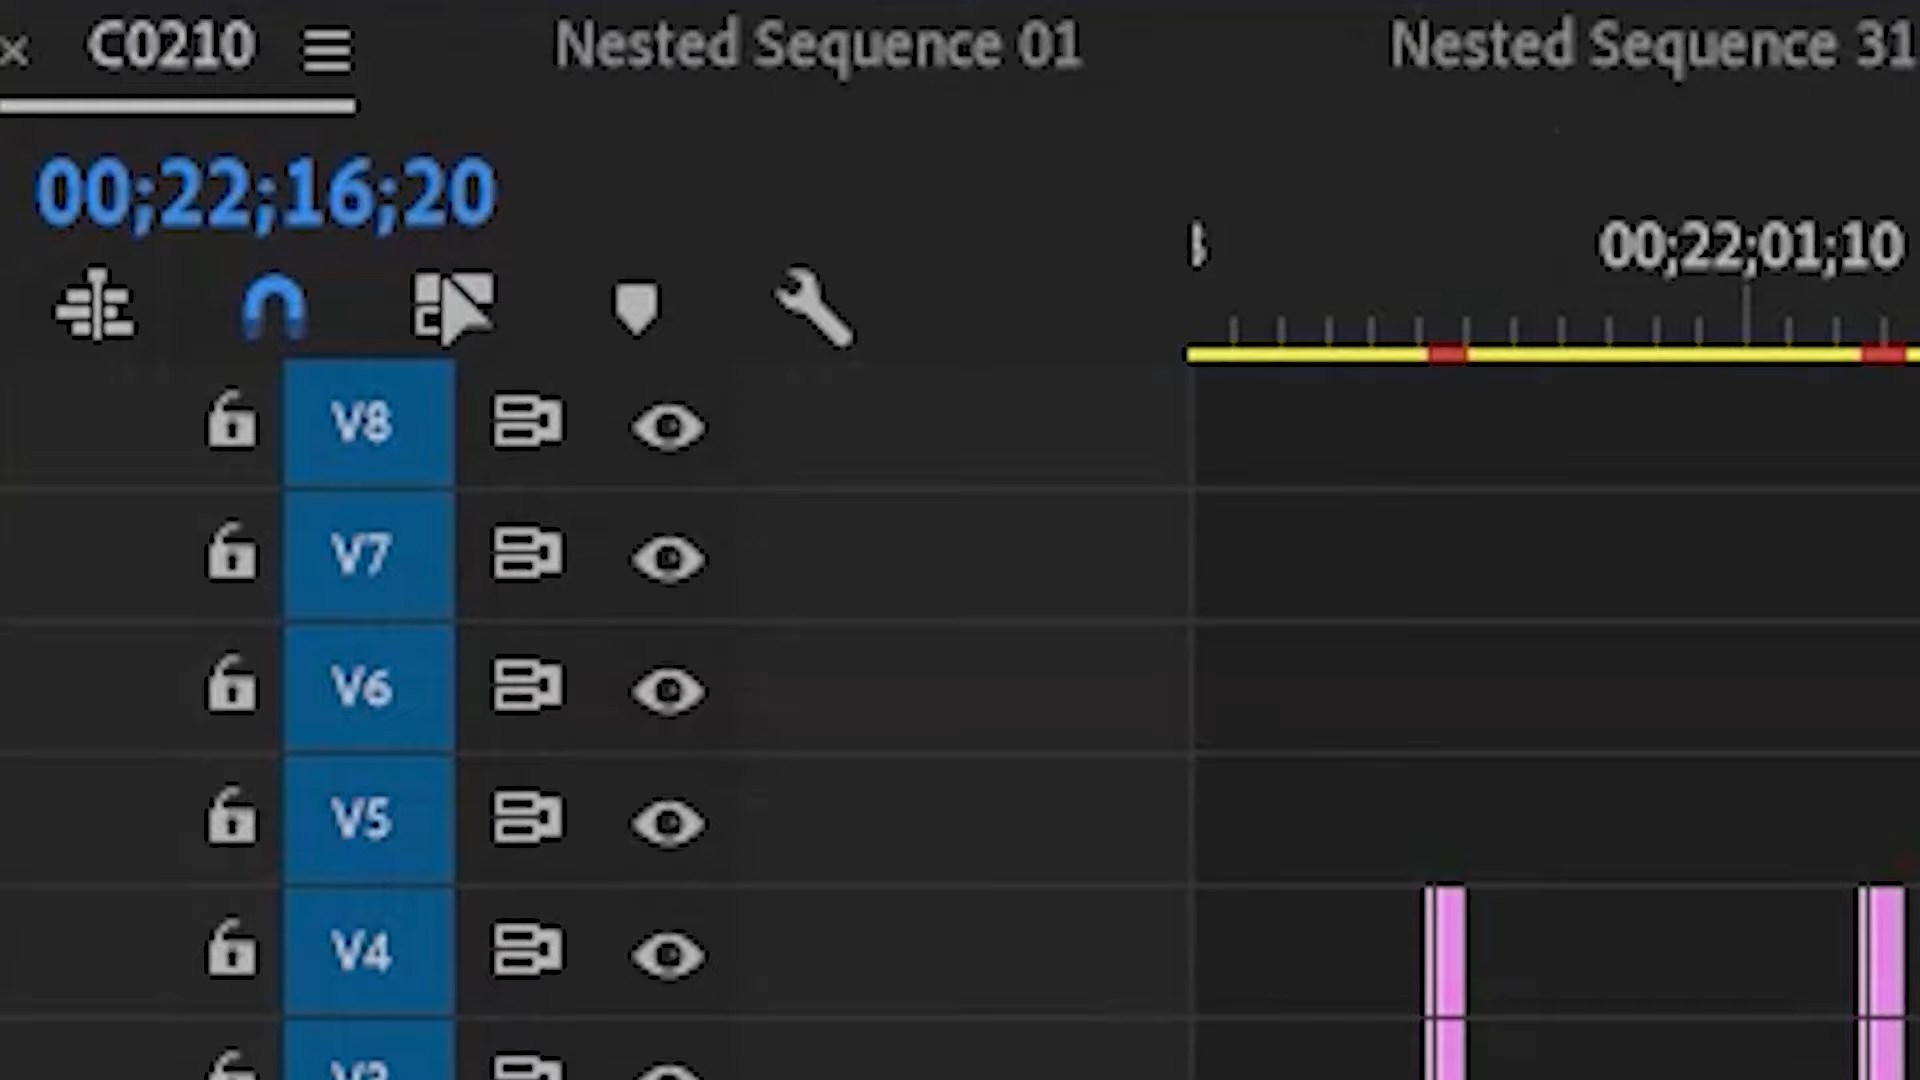 C0210
Nested Sequence 01
Nested Sequence 31
00;22;16;20
00;22;01;10
V8
V7
V6
V5
V4
V3